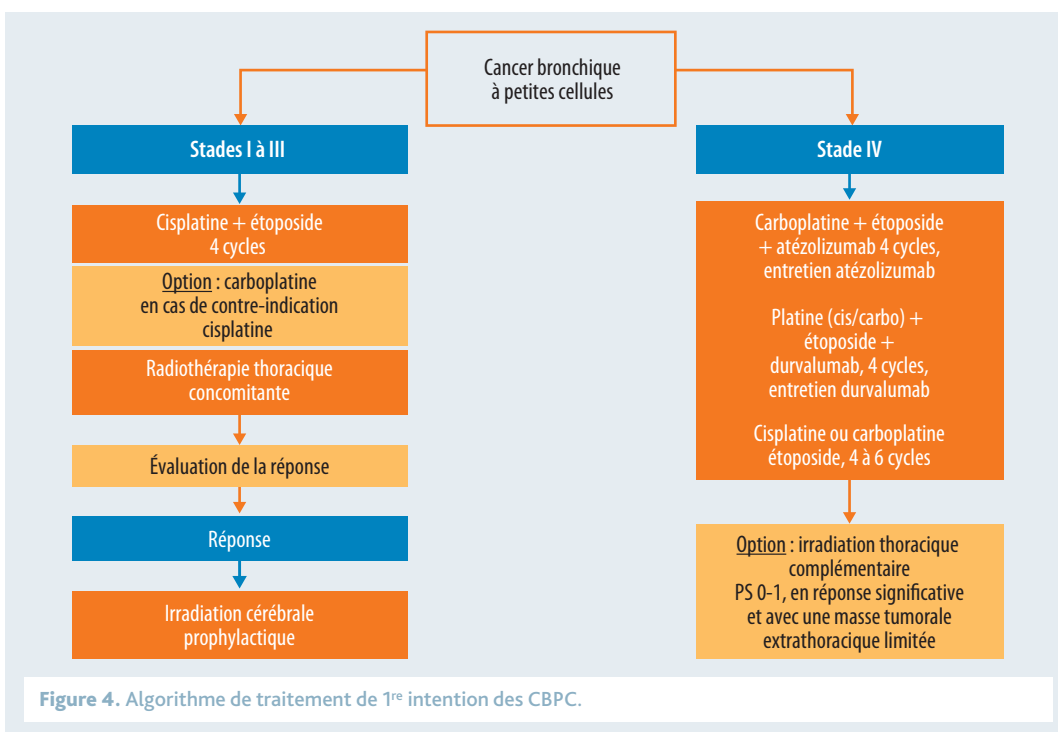 Cancer bronchique
à petites cellules
Stades I à III
Cisplatine + étoposide
4 cycles
Option : carboplatine
en cas de contre-indication
cisplatine
Radiothérapie thoracique
concomitante
Évaluation de la réponse
Réponse
Irradiation cérébrale
prophylactique
Stade IV
Carboplatine + étoposide
+ atézolizumab 4 cycles,
entretien atézolizumab
Platine (cis/carbo) +
étoposide +
durvalumab, 4 cycles,
entretien durvalumab
Cisplatine ou carboplatine
étoposide, 4 à 6 cycles
Option : irradiation thoracique
complémentaire
PS 0-1, en réponse significative
et avec une masse tumorale
extrathoracique limitée
Figure 4. Algorithme de traitement de 1re intention des CBPC.